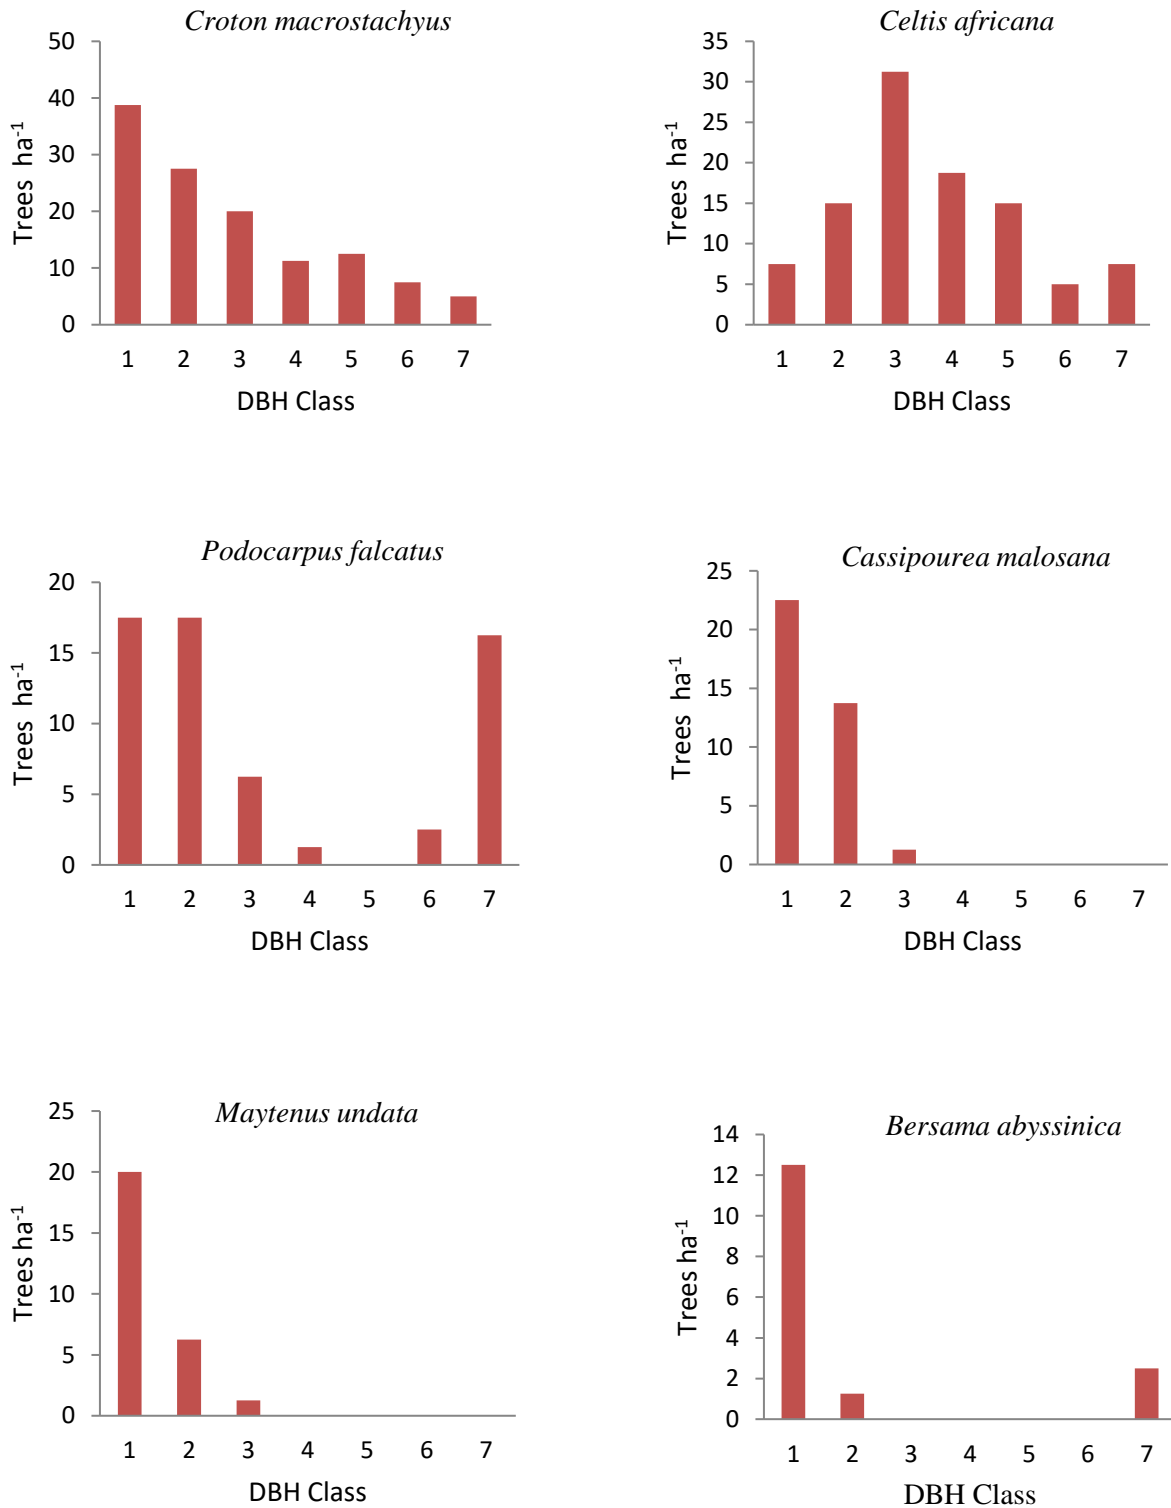 Croton macrostachyus
50
40
30
20
10
0
Trees ha-1
1 2 3 4 5 6 7
DBH Class
Celtis africana
35
30
25
20
15
10
5
0
Trees ha-1
1 2 3 4 5 6 7
DBH Class
Podocarpus falcatus
20
15
10
5
0
Trees ha-1
1 2 3 4 5 6 7
DBH Class
Cassipourea malosana
25
20
15
10
5
0
Trees ha-1
1 2 3 4 5 6 7
DBH Class
Maytenus undata
25
20
15
10
5
0
Trees ha-1
1 2 3 4 5 6 7
DBH Class
Bersama abyssinica
14
12
10
8
6
4
2
0
Trees ha-1
1 2 3 4 5 6 7
DBH Class